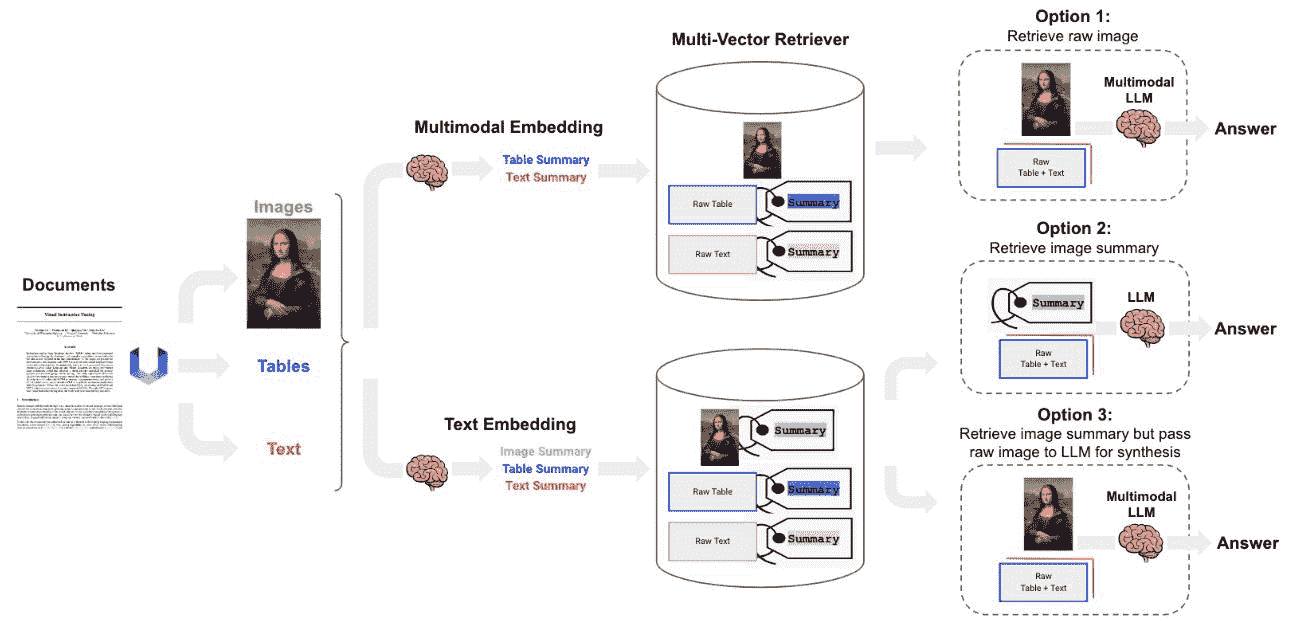 Documents
Visual Instruction Tuning
Images
Tables
Text
Multimodal Embedding
Table Summary
Text Summary
Text Embedding
Image Summary
Table Summary
Text Summary
Multi-Vector Retriever
Raw Table
Summary
Raw Text
Summary
Summary
Raw Table
Summary
Raw Text
Summary
Option 1:
Retrieve raw image
Multimodal
LLM
Raw
Table + Text
Answer
Option 2:
Retrieve image summary
Summary
LLM
Raw
Table + Text
Answer
Option 3:
Retrieve image summary but pass
raw image to LLM for synthesis
Multimodal
LLM
Raw
Table + Text
Answer